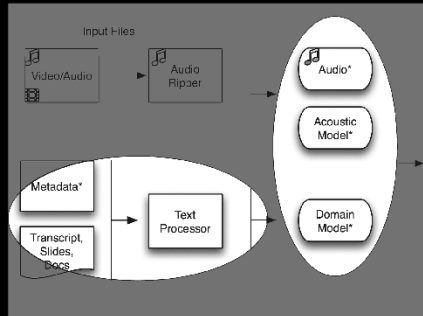 Input Files
Video/Audio
Audio
Ripper
Audio*
Acoustic
Model*
Metadata*
Transcript,
Slides,
Docs
Text
Processor
Domain
Model*